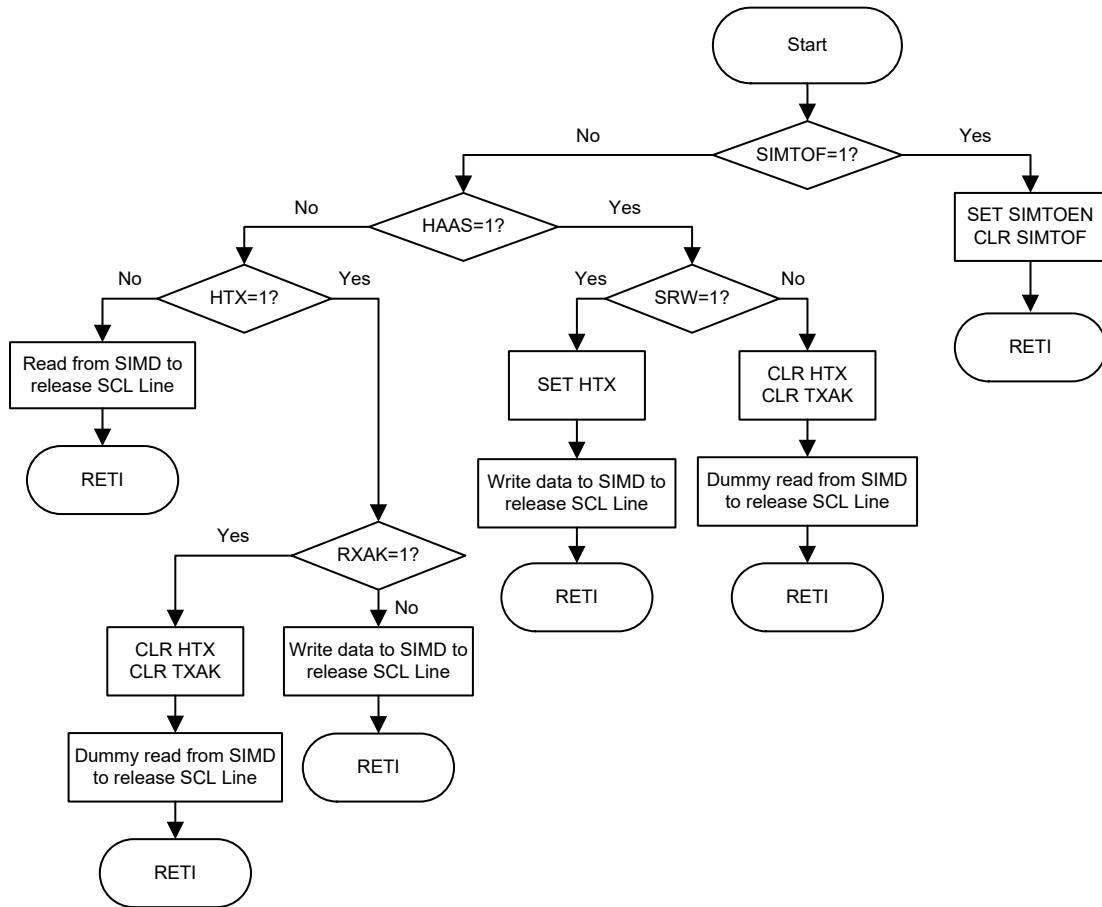 Start
No
SIMTOF=1?
Yes
No
HAAS=1?
Yes
SET SIMTOEN
CLR SIMTOF
No
HTX=1?
Yes
Yes
SRW=1?
No
RETI
Read from SIMD to
release SCL Line
SET HTX
CLR HTX
CLR TXAK
RETI
Write data to SIMD to
release SCL Line
Dummy read from SIMD
to release SCL Line
Yes
RXAK=1?
No
RETI
RETI
CLR HTX
CLR TXAK
Write data to SIMD to
release SCL Line
Dummy read from SIMD
to release SCL Line
RETI
RETI